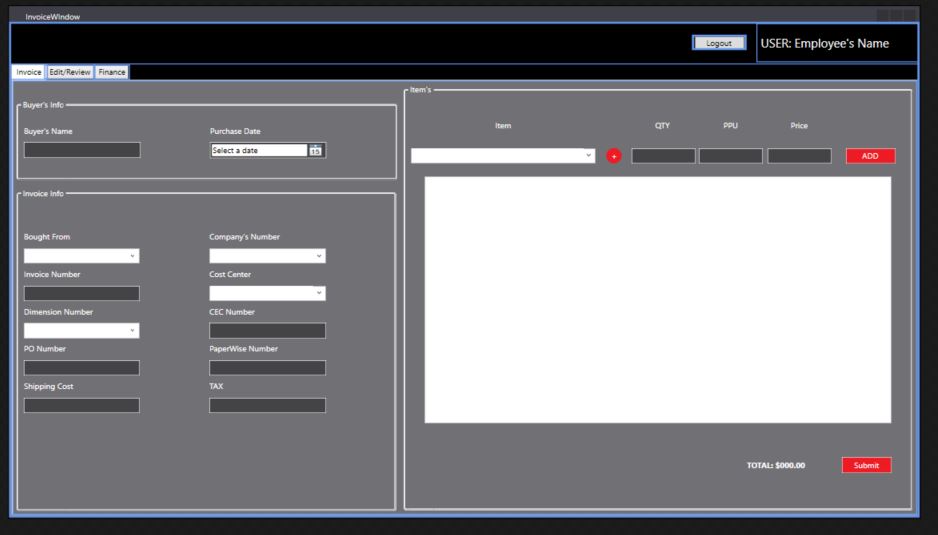 InvoiceWIndow
Logout
USER: Employee's Name
Invoice Edit/Review Finance
Buyer's Info
Buyer's Name Purchase Date
Select a date 15
Invoice Info
Bought From Company's Number
Invoice Number Cost Center
Dimension Number CEC Number
PO Number PaperWise Number
Shipping Cost TAX
Item's
Item QTY PPU Price
+ ADD
TOTAL: $000.00 Submit